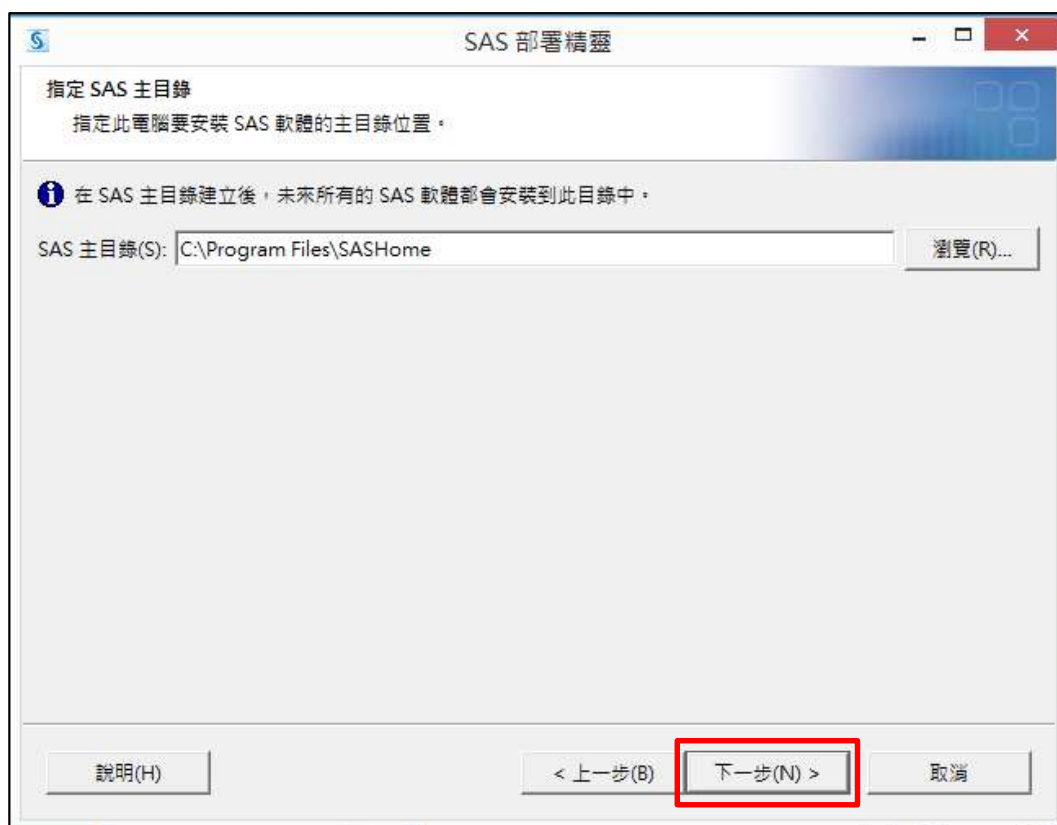 SAS 部署精靈
指定 SAS 主目錄
指定此電腦要安裝 SAS 軟體的主目錄位置。
在 SAS 主目錄建立後，未來所有的 SAS 軟體都會安裝到此目錄中。
SAS 主目錄(S): C:\Program Files\SASHome 瀏覽(R)...
說明(H) < 上一步(B) 下一步(N) > 取消